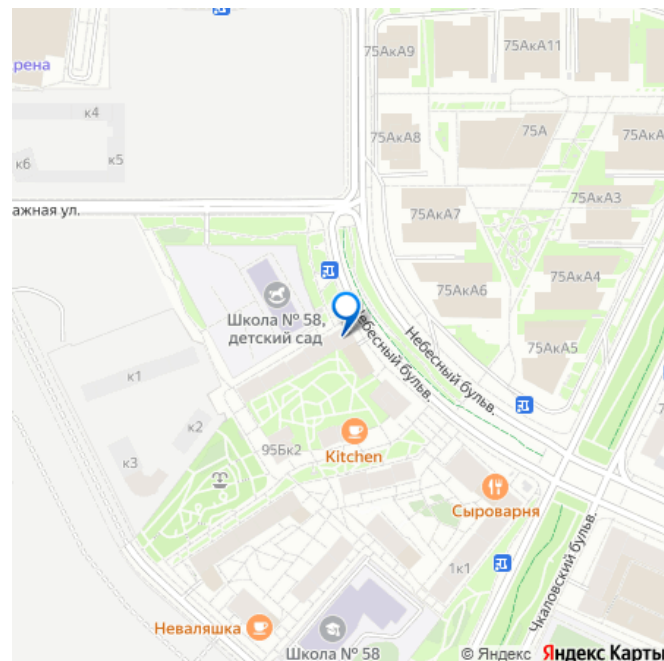 75АкА9
75АкА11
рена
к4
75АкА8
75А
75АкА
к6
к5
ажная ул.
75АкА7
75АкА3
75АкА6
75АкА4
Школа № 58,
детский сад
Небесный бульв.
Небесный бульв.
75АкА5
к1
к2
95Бк2
Kitchen
к3
Сыроварня
1к1
Чкаловский бульв.
Неваляшка
Школа № 58
© Яндекс Яндекс Карты